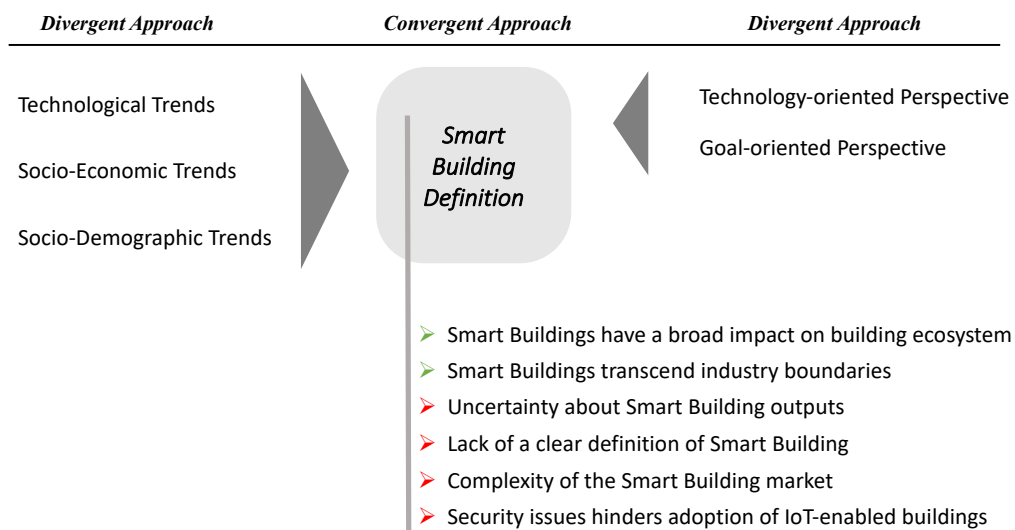 Divergent Approach
Convergent Approach
Divergent Approach
Technological Trends
Socio-Economic Trends
Socio-Demographic Trends
Smart
Building
Definition
Technology-oriented Perspective
Goal-oriented Perspective
Smart Buildings have a broad impact on building ecosystem
Smart Buildings transcend industry boundaries
Uncertainty about Smart Building outputs
Lack of a clear definition of Smart Building
Complexity of the Smart Building market
Security issues hinders adoption of IoT-enabled buildings